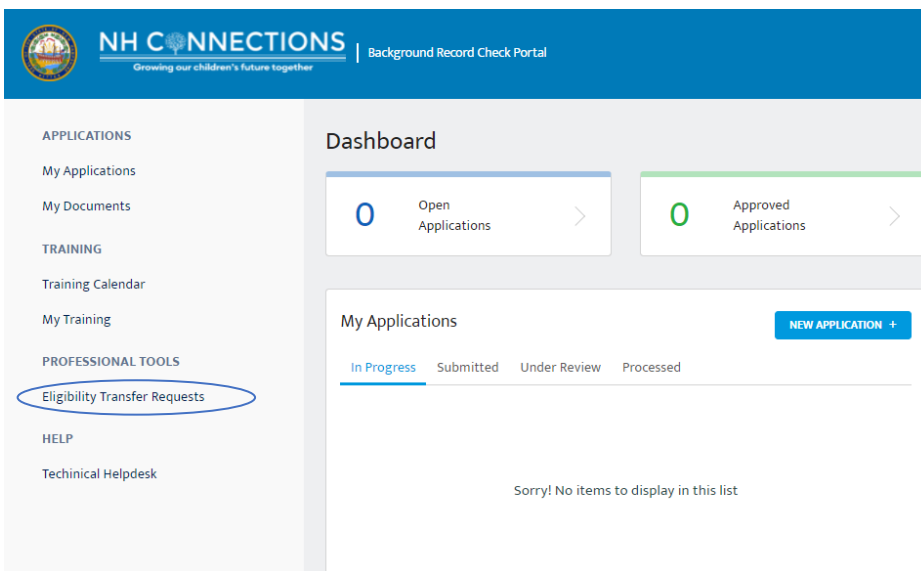 NH CONNECTIONS
Growing our children's future together
Background Record Check Portal
APPLICATIONS
My Applications
My Documents
TRAINING
Training Calendar
My Training
PROFESSIONAL TOOLS
Eligibility Transfer Requests
HELP
Techinical Helpdesk
Dashboard
0
Open
Applications
0
Approved
Applications
My Applications
NEW APPLICATION +
In Progress Submitted Under Review Processed
Sorry! No items to display in this list